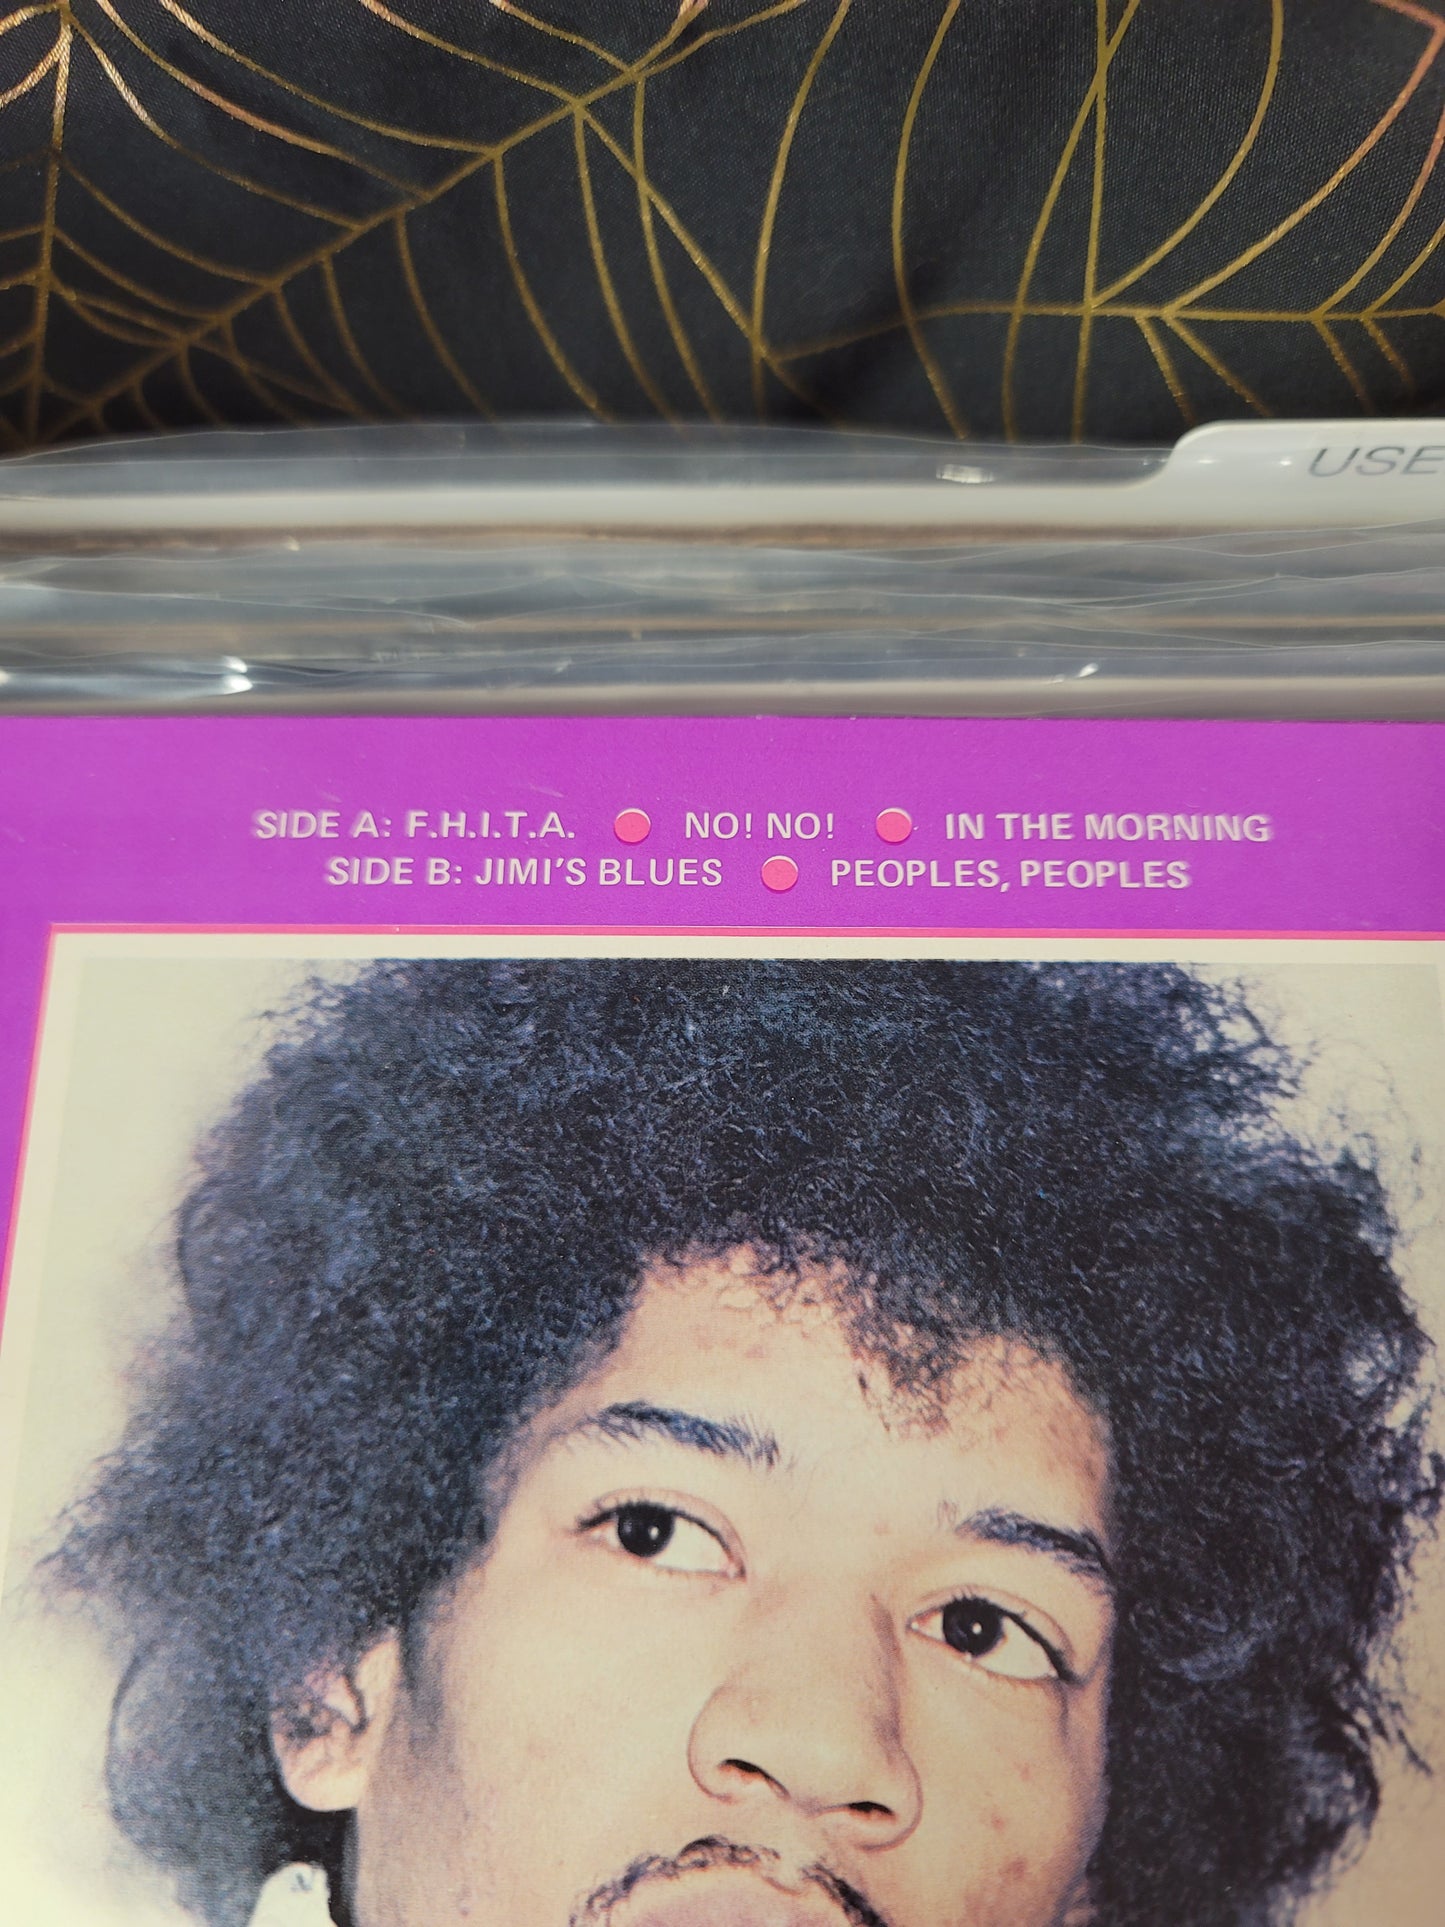 USE
SIDE A: F.H.I.T.A. ● NO! NO! ● IN THE MORNING
SIDE B: JIMI'S BLUES ● PEOPLES, PEOPLES